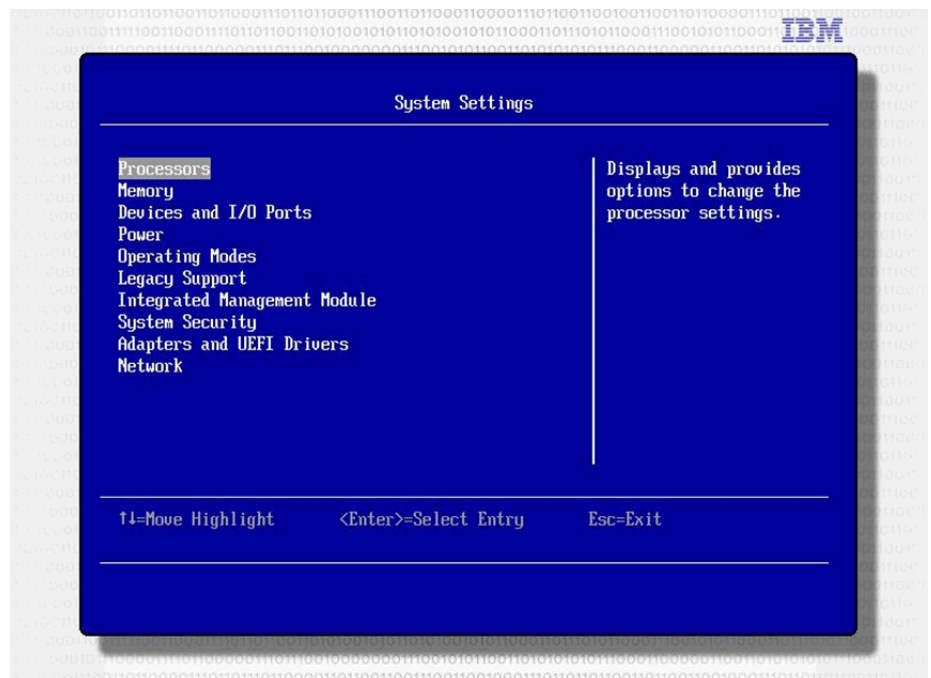 IBM
System Settings
Processors
Memory
Devices and I/O Ports
Power
Operating Modes
Legacy Support
Integrated Management Module
System Security
Adapters and UEFI Drivers
Network
Displays and provides
options to change the
processor settings.
↑↓=Move Highlight <Enter>=Select Entry Esc=Exit